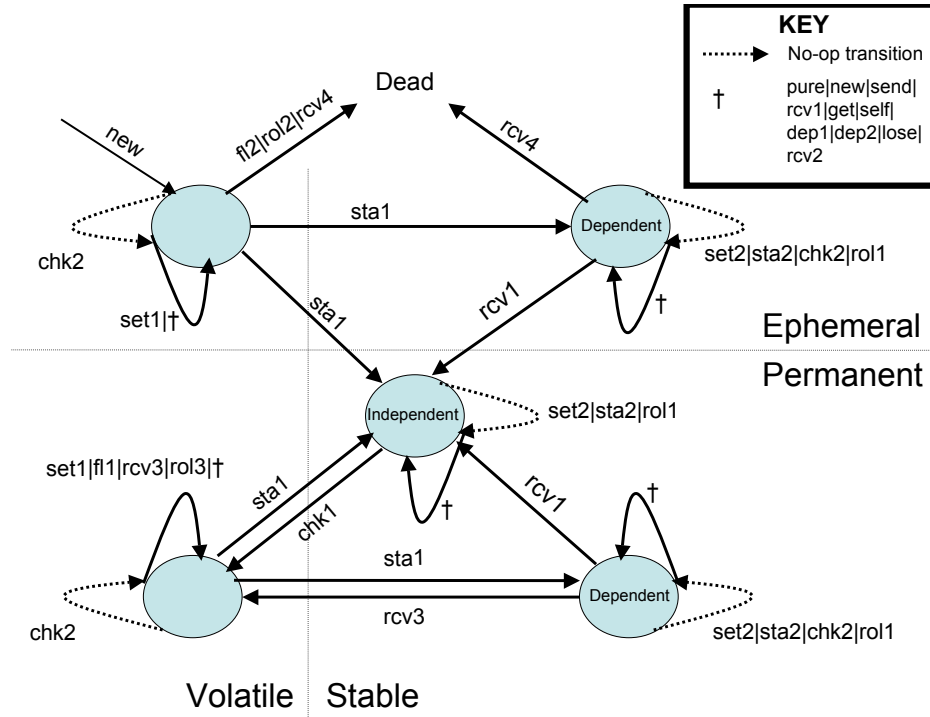 KEY
No-op transition
†
pure|new|send|
rcv1|get|self|
dep1|dep2|lose|
rcv2
Dead
new
fl2|rol2|rcv4
rcv4
sta1
Dependent
chk2
set2|sta2|chk2|rol1
set1|†
sta1
rcv1
†
Ephemeral
Permanent
Independent
set2|sta2|rol1
set1|fl1|rcv3|rol3|†
sta1
chk1
†
rcv1
†
sta1
Dependent
rcv3
chk2
set2|sta2|chk2|rol1
Volatile
Stable